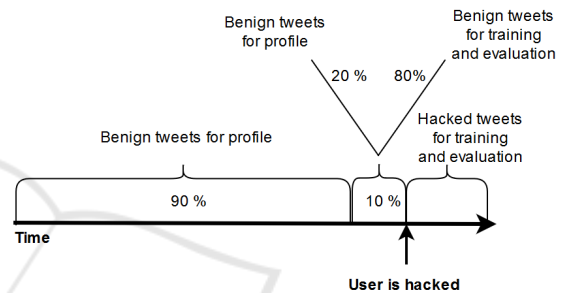 Benign tweets
for profile
Benign tweets
for training
and evaluation
20 %
80%
Hacked tweets
for training
and evaluation
Benign tweets for profile
90 %
10 %
Time
User is hacked